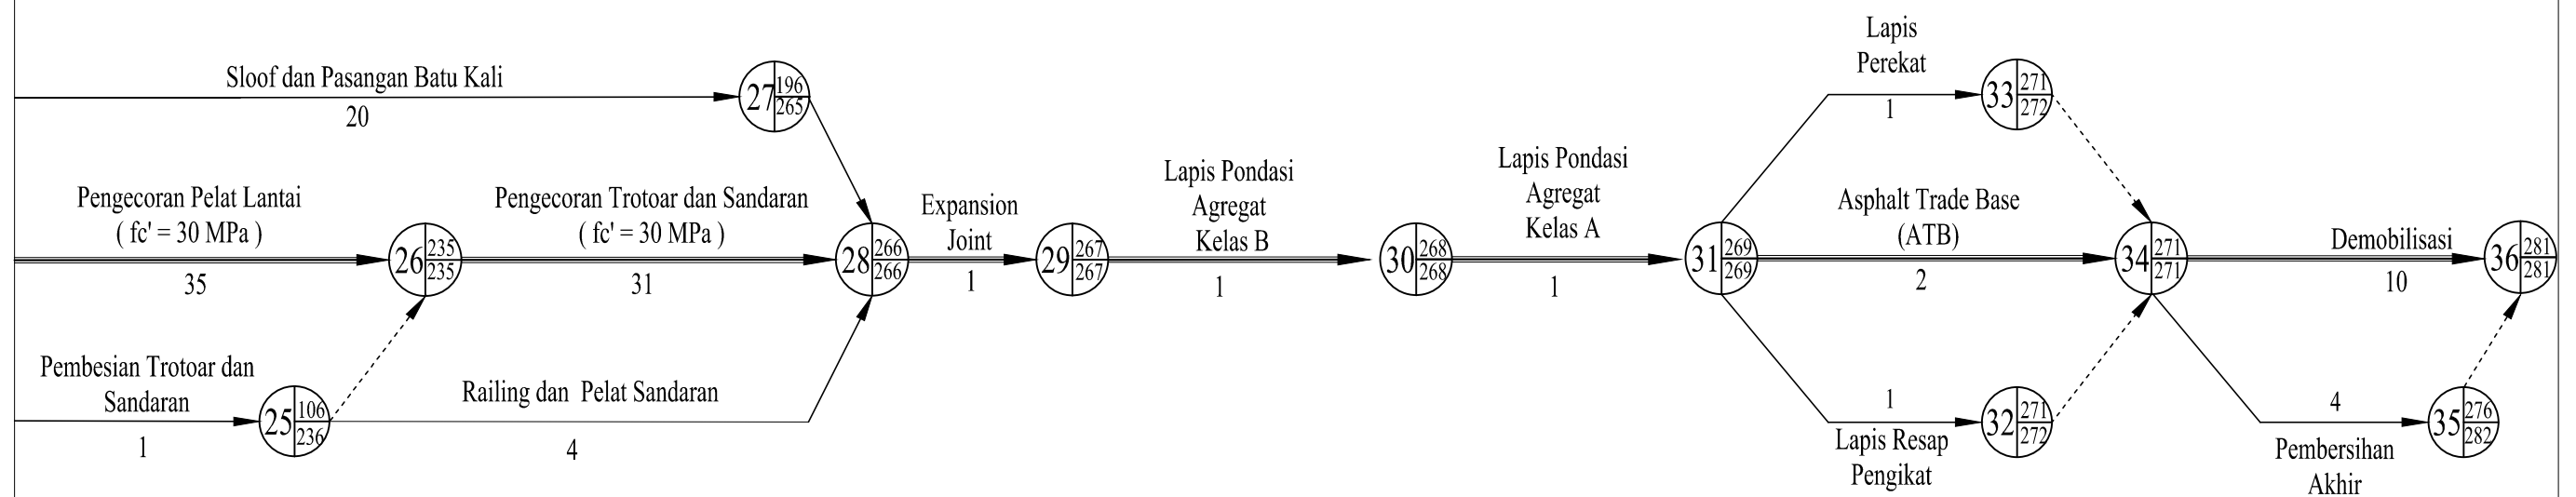 Sloof dan Pasangan Batu Kali
20
27
196
265
Pengecoran Pelat Lantai
( fc' = 30 MPa )
35
26
235
235
Pengecoran Trotoar dan Sandaran
( fc' = 30 MPa )
31
Pembesian Trotoar dan
Sandaran
1
25
106
236
Railing dan Pelat Sandaran
4
28
266
266
Expansion
Joint
1
29
267
267
Lapis Pondasi
Agregat
Kelas B
1
30
268
268
Lapis Pondasi
Agregat
Kelas A
1
31
269
269
Lapis
Perekat
1
33
271
272
Asphalt Trade Base
(ATB)
2
1
Lapis Resap
Pengikat
32
271
272
34
271
271
Demobilisasi
10
4
Pembersihan
Akhir
35
276
282
36
281
281